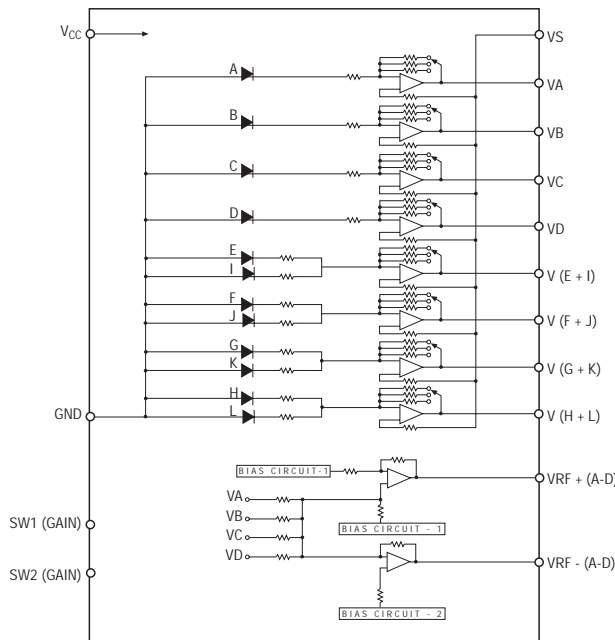 VCC
VS
A
VA
B
VB
C
VC
D
VD
E
I
V (E + I)
F
J
V (F + J)
G
K
V (G + K)
H
L
GND
V (H + L)
BIAS CIRCUIT-1
VRF + (A-D)
VA
VB
BIAS CIRCUIT - 1
SW1 (GAIN)
VC
VD
VRF - (A-D)
SW2 (GAIN)
BIAS CIRCUIT - 2